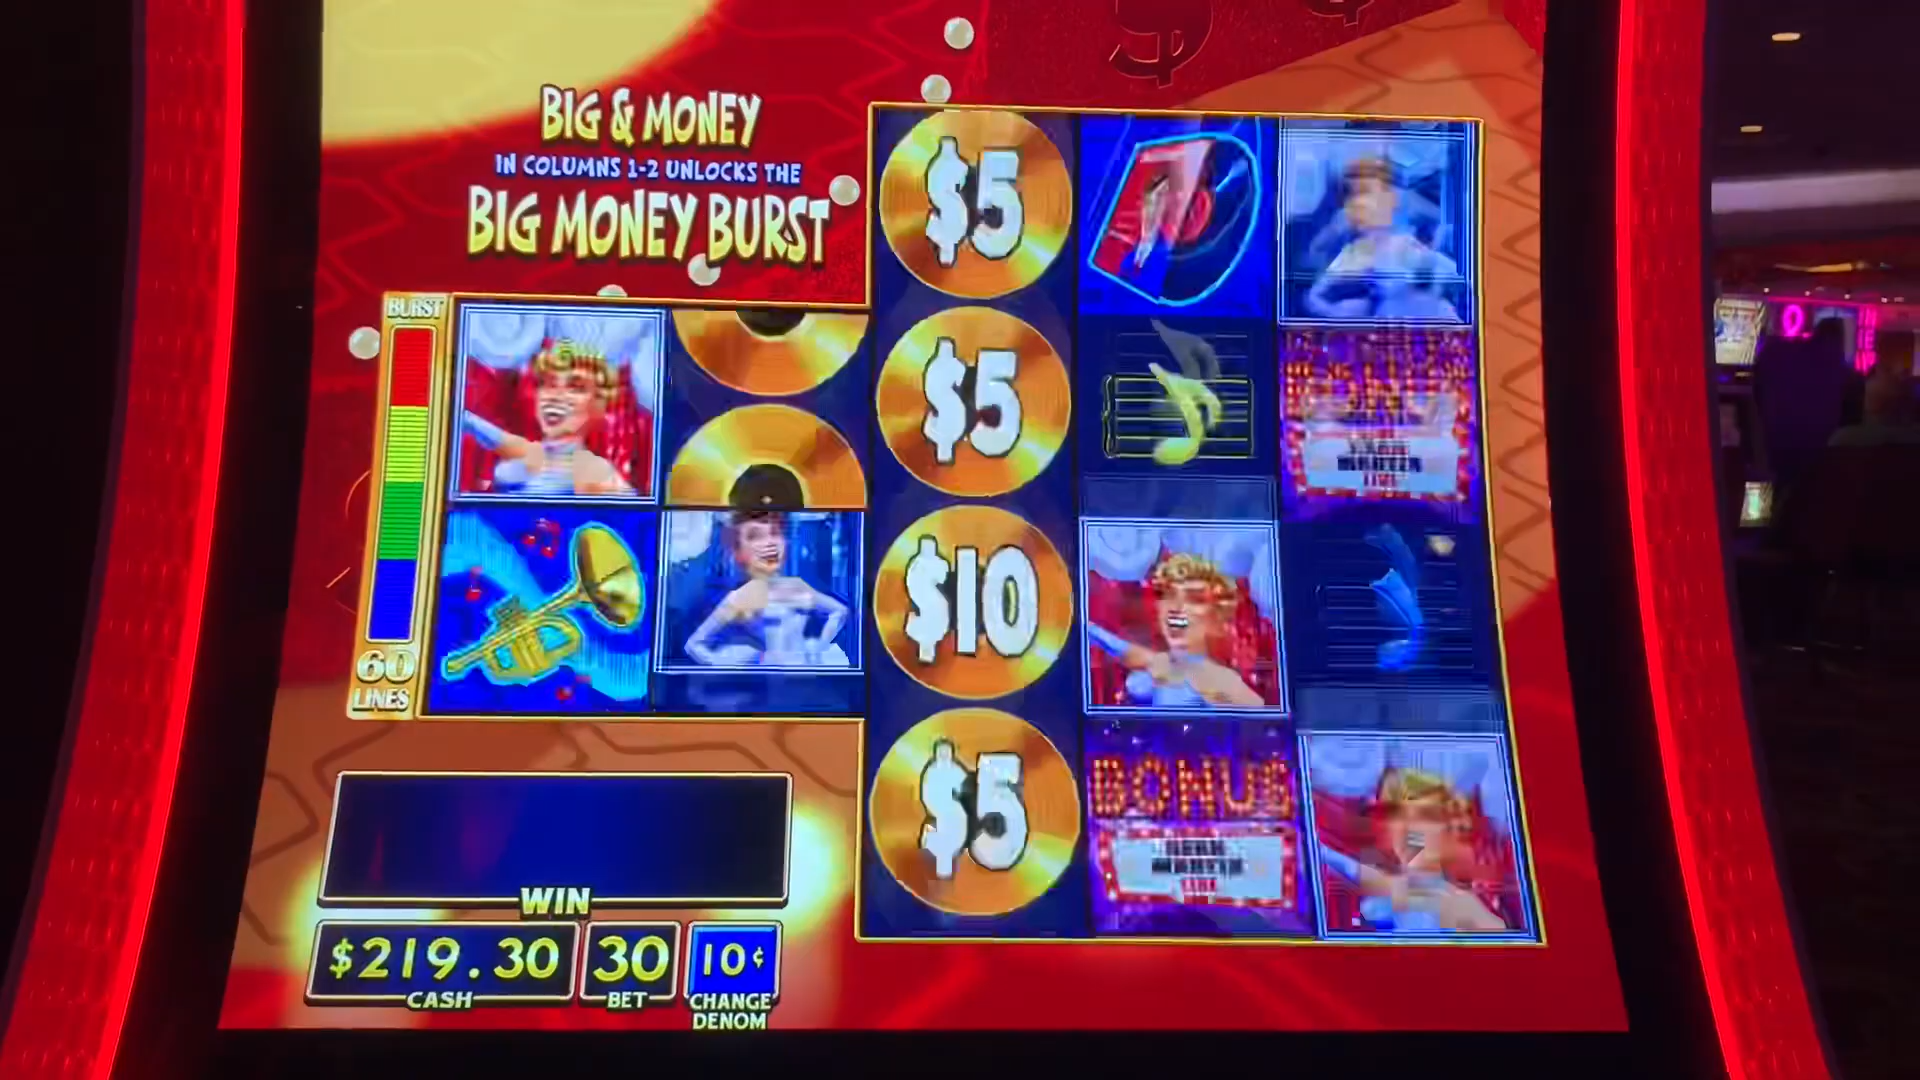 BIG & MONEY
IN COLUMNS 1-2 UNLOCKS THE
BIG MONEY BURST
$5
$5
$10
$5
BURST
60
LINES
BONUS
LIVE
WIN
$219.30
CASH
30
BET
10¢
CHANGE
DENOM